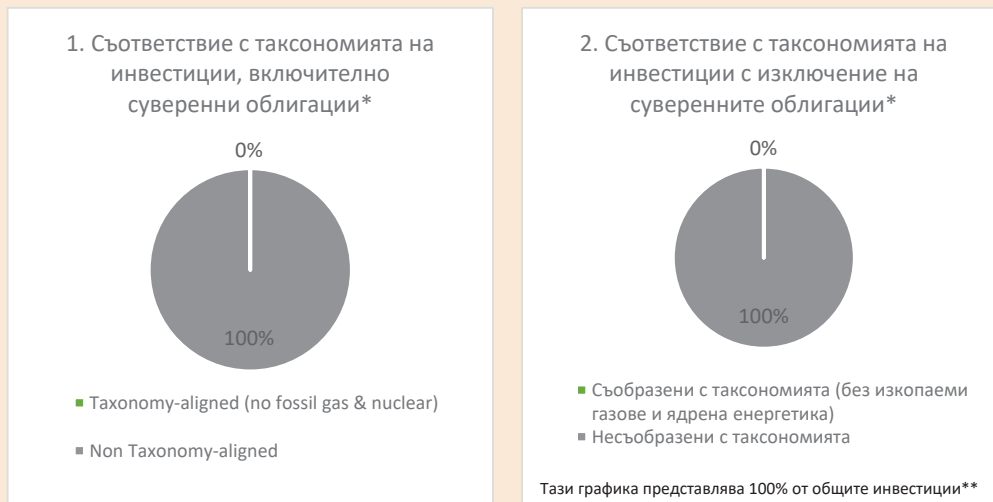 1. Съответствие с таксономията на
инвестиции, включително
суверенни облигации*
0%
100%
Taxonomy-aligned (no fossil gas & nuclear)
Non Taxonomy-aligned
2. Съответствие с таксономията на
инвестиции с изключение на
суверенните облигации*
0%
100%
Съобразени с таксономията (без изкопаеми
газове и ядрена енергетика)
Несъобразени с таксономията
Тази графика представлява 100% от общите инвестиции**